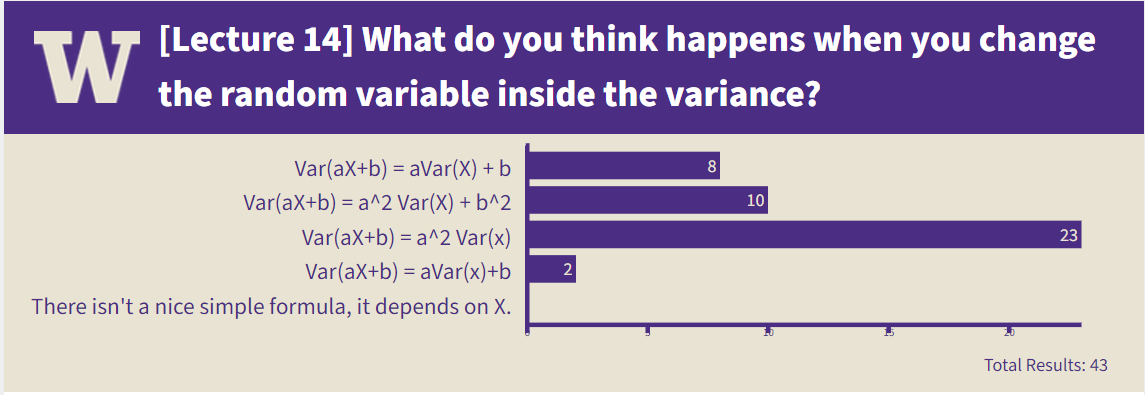 W
[Lecture 14] What do you think happens when you change
the random variable inside the variance?
Var(aX+b) = aVar(X) + b
8
Var(aX+b) = a^2 Var(X) + b^2
10
Var(aX+b) = a^2 Var(x)
23
Var(aX+b) = aVar(x)+b
2
There isn't a nice simple formula, it depends on X.
0 5 10 15 20
Total Results: 43